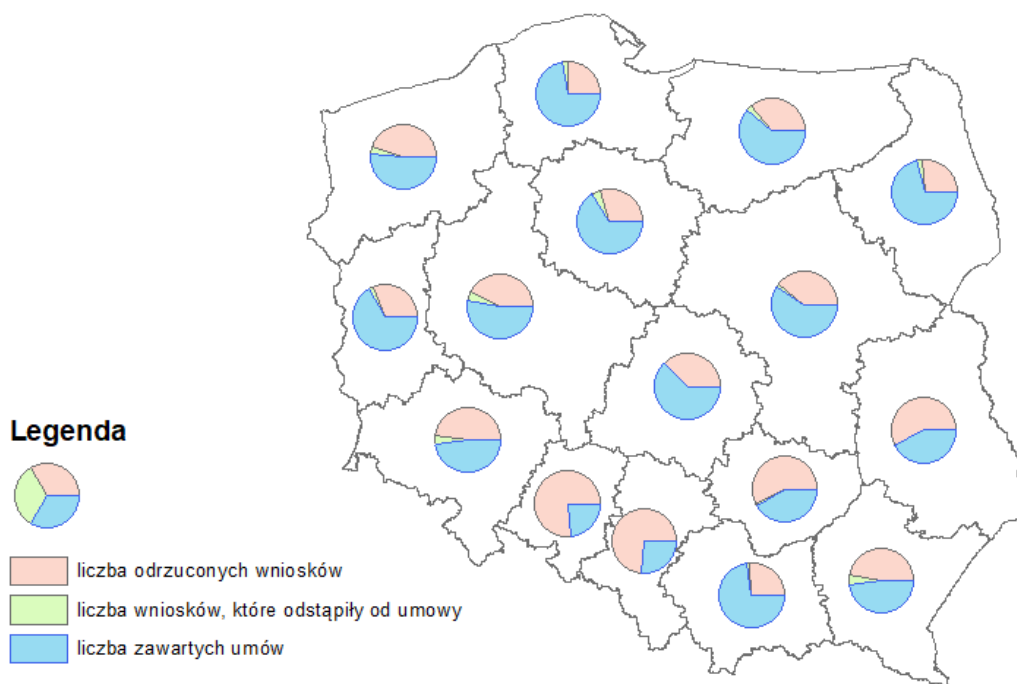 Legenda
liczba odrzuconych wniosków
liczba wniosków, które odstąpiły od umowy
liczba zawartych umów